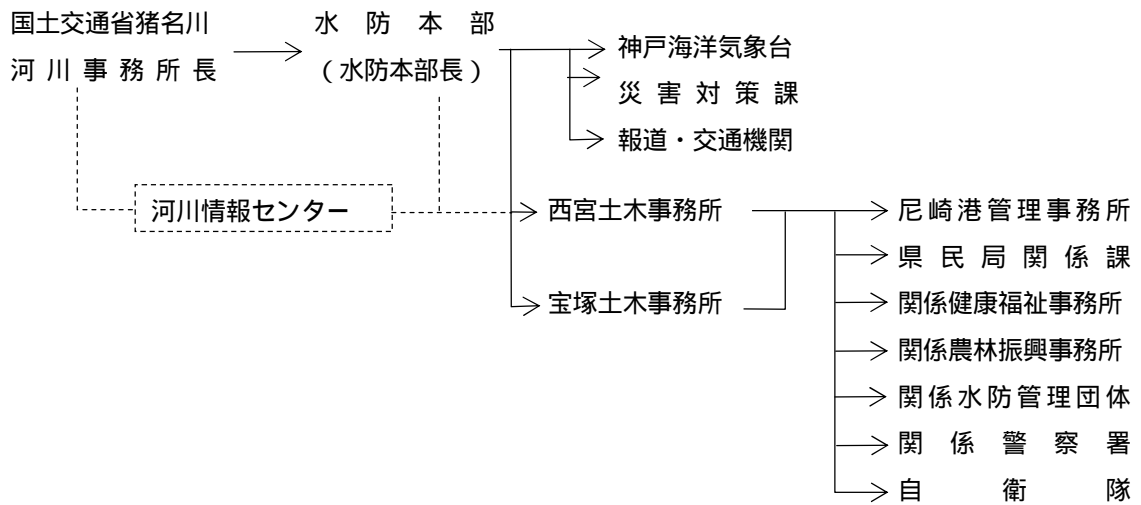 国土交通省猪名川
河川事務所長
水防本部
(水防本部長)
神戸海洋気象台
災害対策課
報道・交通機関
河川情報センター
西宮土木事務所
宝塚土木事務所
尼崎港管理事務所
県民局関係課
関係健康福祉事務所
関係農林振興事務所
関係水防管理団体
関係警察署
自衛隊